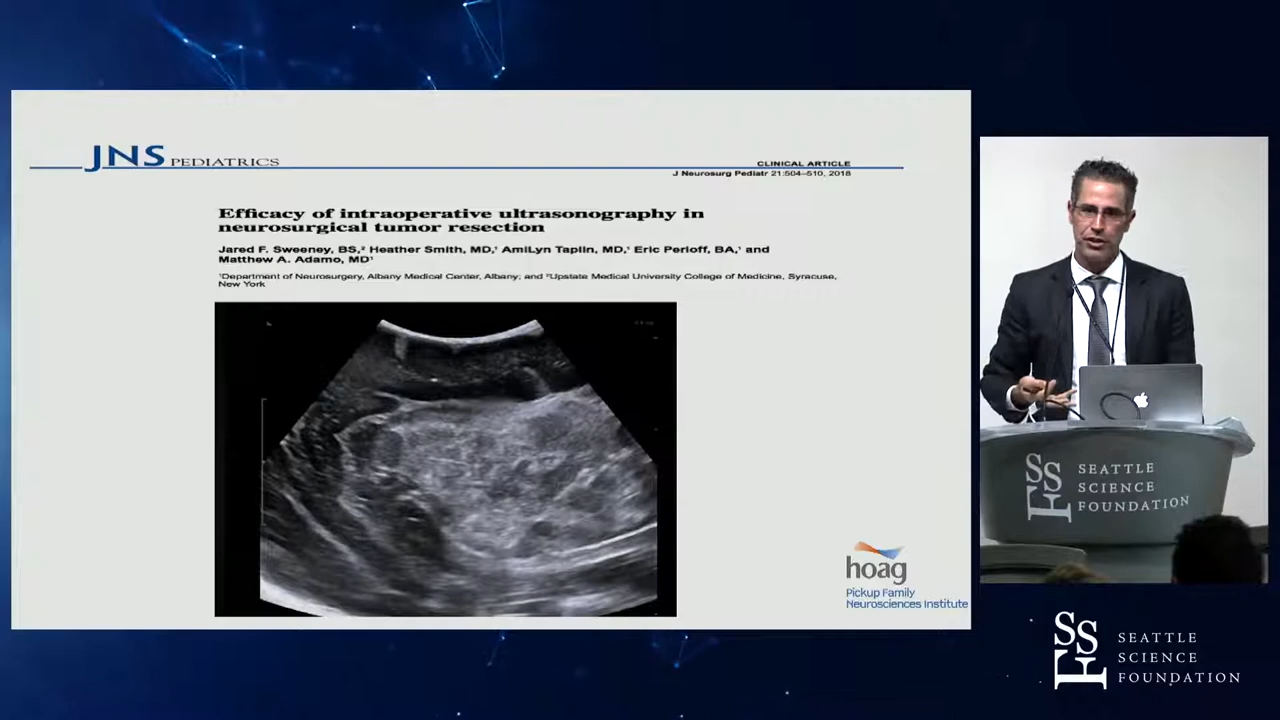 JNS PEDIATRICS
CLINICAL ARTICLE
J Neurosurg Pediatr 21:504–510, 2018
Efficacy of intraoperative ultrasonography in
neurosurgical tumor resection
Jared F. Sweeney, BS,² Heather Smith, MD,¹ AmiLyn Taplin, MD,¹ Eric Perloff, BA,¹ and
Matthew A. Adamo, MD¹
¹Department of Neurosurgery, Albany Medical Center, Albany; and ²Upstate Medical University College of Medicine, Syracuse,
New York
hoag
Pickup Family
Neurosciences Institute
SSF
SEATTLE
SCIENCE
FOUNDATION
SSF
SEATTLE
SCIENCE
FOUNDATION